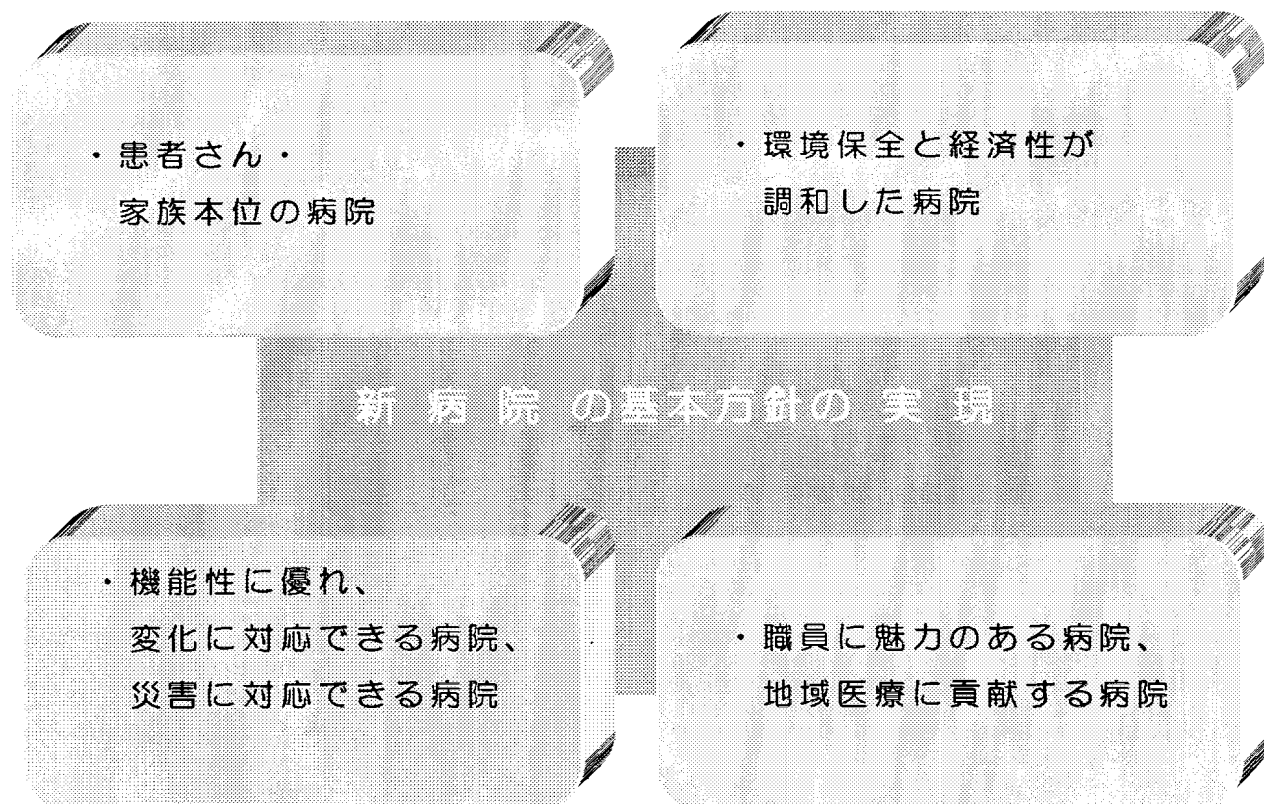 ・患者さん・
家族本位の病院
・環境保全と経済性が
調和した病院
新病院の基本方針の実現
・機能性に優れ、
変化に対応できる病院、
災害に対応できる病院
・職員に魅力のある病院、
地域医療に貢献する病院